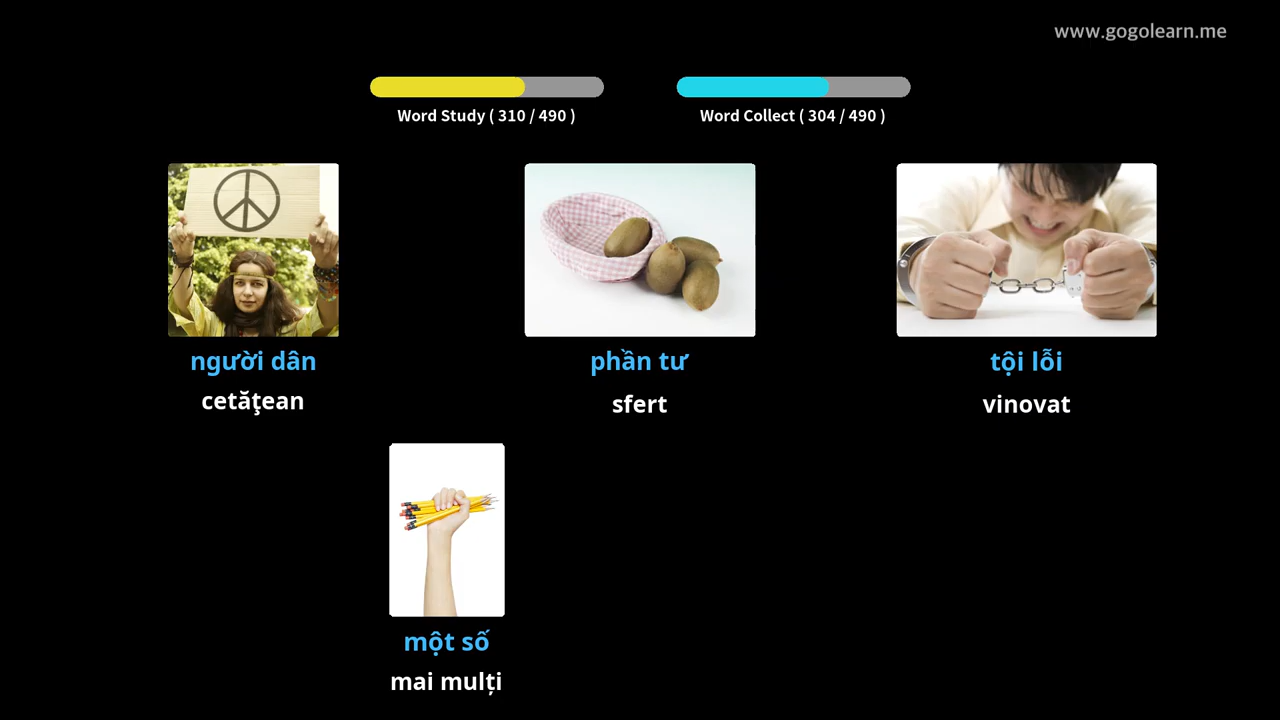 www.gogolearn.me
Word Study ( 310 / 490 )
Word Collect ( 304 / 490 )
người dân
cetăţean
phần tư
sfert
tội lỗi
vinovat
một số
mai mulți